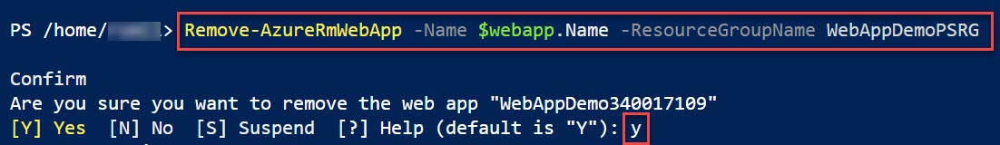 PS /home/ > Remove-AzureRmWebApp -Name $webapp.Name -ResourceGroupName WebAppDemoPSRG
Confirm
Are you sure you want to remove the web app "WebAppDemo340017109"
[Y] Yes  [N] No  [S] Suspend  [?] Help (default is "Y"): y